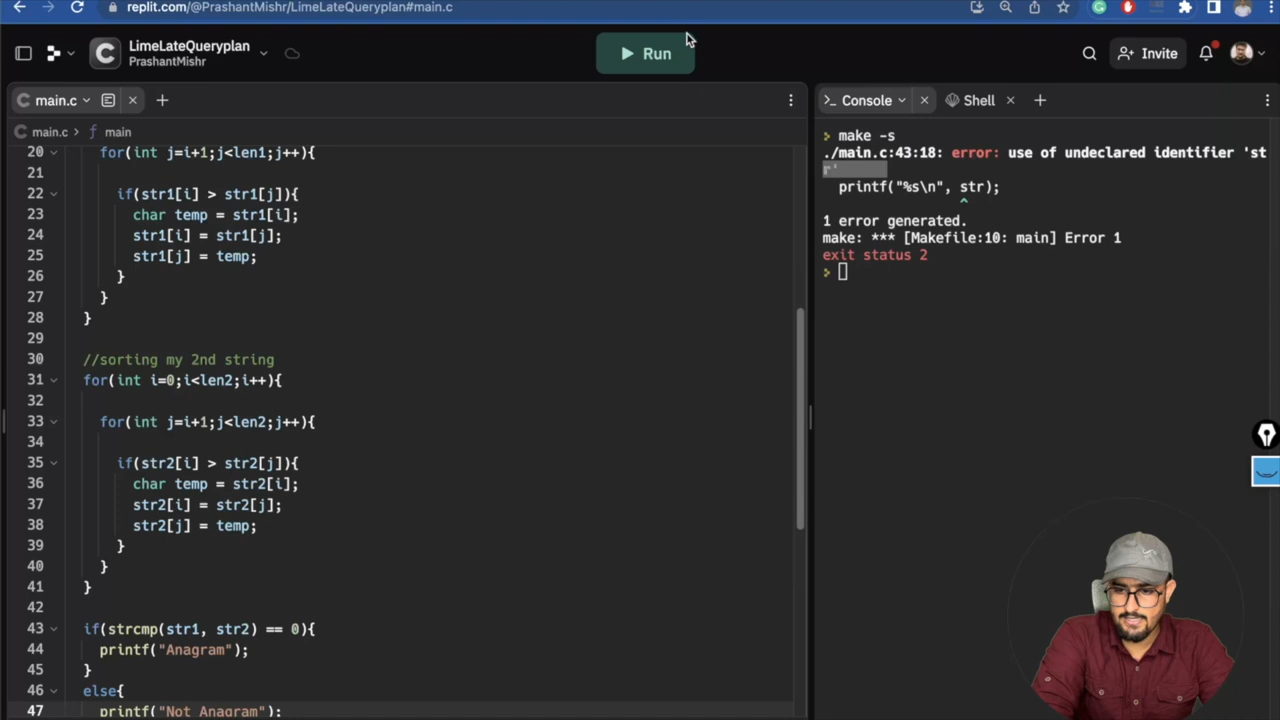 replit.com/@PrashantMishr/LimeLateQueryplan#main.c
LimeLateQueryplan
PrashantMishr
Run
Invite
main.c
main.c > f main
20 for(int j=i+1;j<len1;j++){
21
22 if(str1[i] > str1[j]){
23 char temp = str1[i];
24 str1[i] = str1[j];
25 str1[j] = temp;
26 }
27 }
28 }
29
30 //sorting my 2nd string
31 for(int i=0;i<len2;i++){
32
33 for(int j=i+1;j<len2;j++){
34
35 if(str2[i] > str2[j]){
36 char temp = str2[i];
37 str2[i] = str2[j];
38 str2[j] = temp;
39 }
40 }
41 }
42
43 if(strcmp(str1, str2) == 0){
44 printf("Anagram");
45 }
46 else{
47 printf("Not Anagram");
Console
Shell
make -s
./main.c:43:18: error: use of undeclared identifier 'st
r'
printf("%s\n", str);
^
1 error generated.
make: *** [Makefile:10: main] Error 1
exit status 2